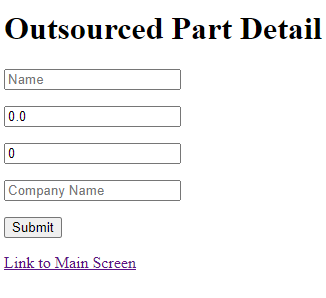 Outsourced Part Detail
Name
0.0
0
Company Name
Submit
Link to Main Screen